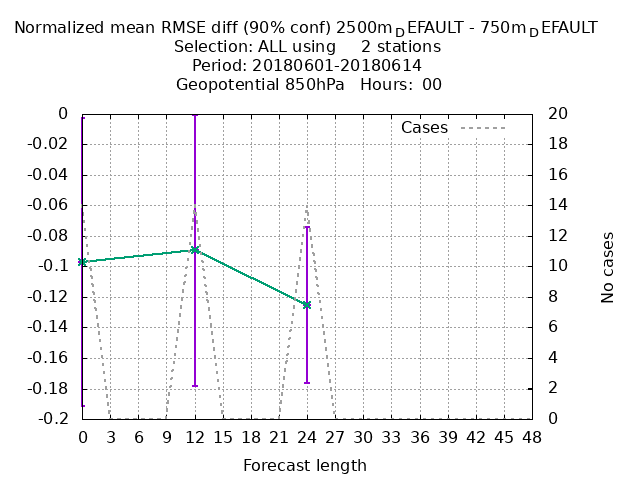 Normalized mean RMSE diff (90% conf) 2500mDEFAULT - 750mDEFAULT
Selection: ALL using 2 stations
Period: 20180601-20180614
Geopotential 850hPa Hours: 00
Cases
0
-0.02
-0.04
-0.06
-0.08
-0.1
-0.12
-0.14
-0.16
-0.18
-0.2
20
18
16
14
12
10
8
6
4
2
0
No cases
0 3 6 9 12 15 18 21 24 27 30 33 36 39 42 45 48
Forecast length